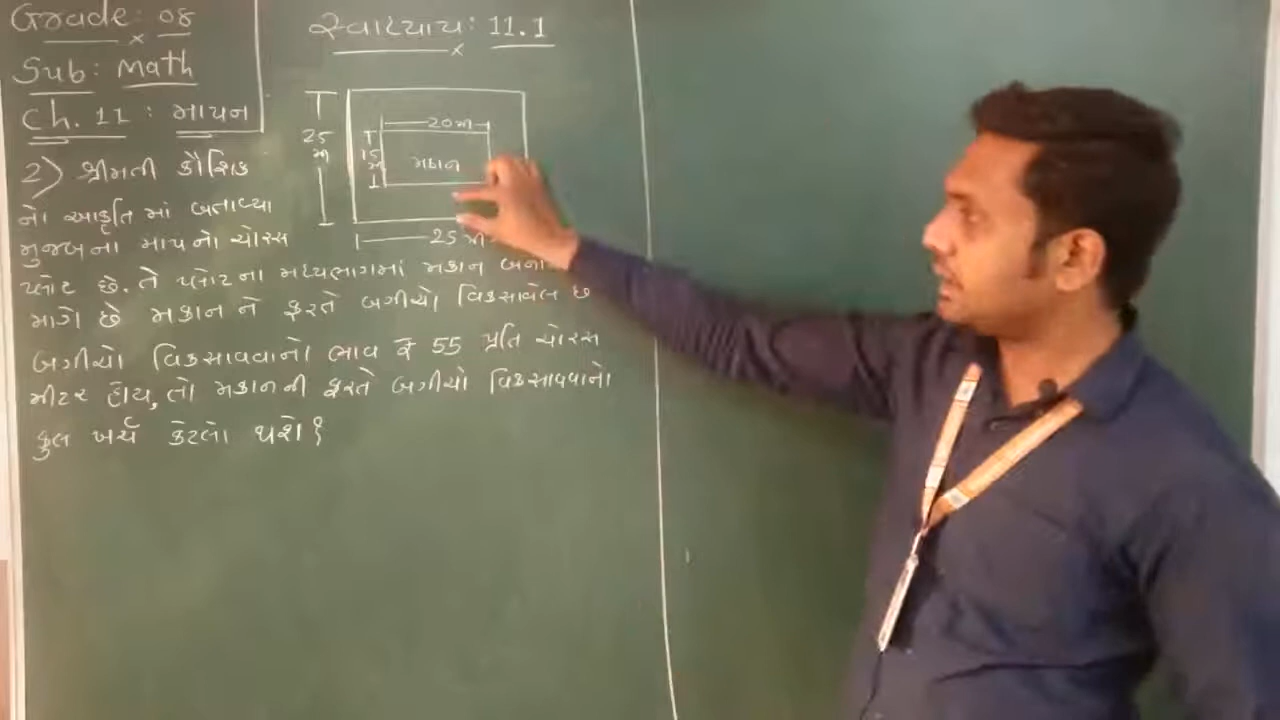 Grade: 08
સ્વાધ્યાય: 11.1
Sub: Math
Ch. 11 : માપન
20 મી
25 મી
15 મી
મકાન
25 મી
2) શ્રીમતી કૌશિક
નો આકૃતિ માં બતાવ્યા
મુજબના માપનો ચોરસ
પ્લોટ છે. તે પ્લોટના મધ્યભાગમાં મકાન
માગે છે મકાન ને ફરતે બગીચો વિકસાવેલ છે
બગીચો વિકસાવવાનો ભાવ ₹ 55 પ્રતિ ચોરસ
મીટર હોય, તો મકાનની ફરતે બગીચો વિકસાવવાનો
કુલ ખર્ચ કેટલો થશે?